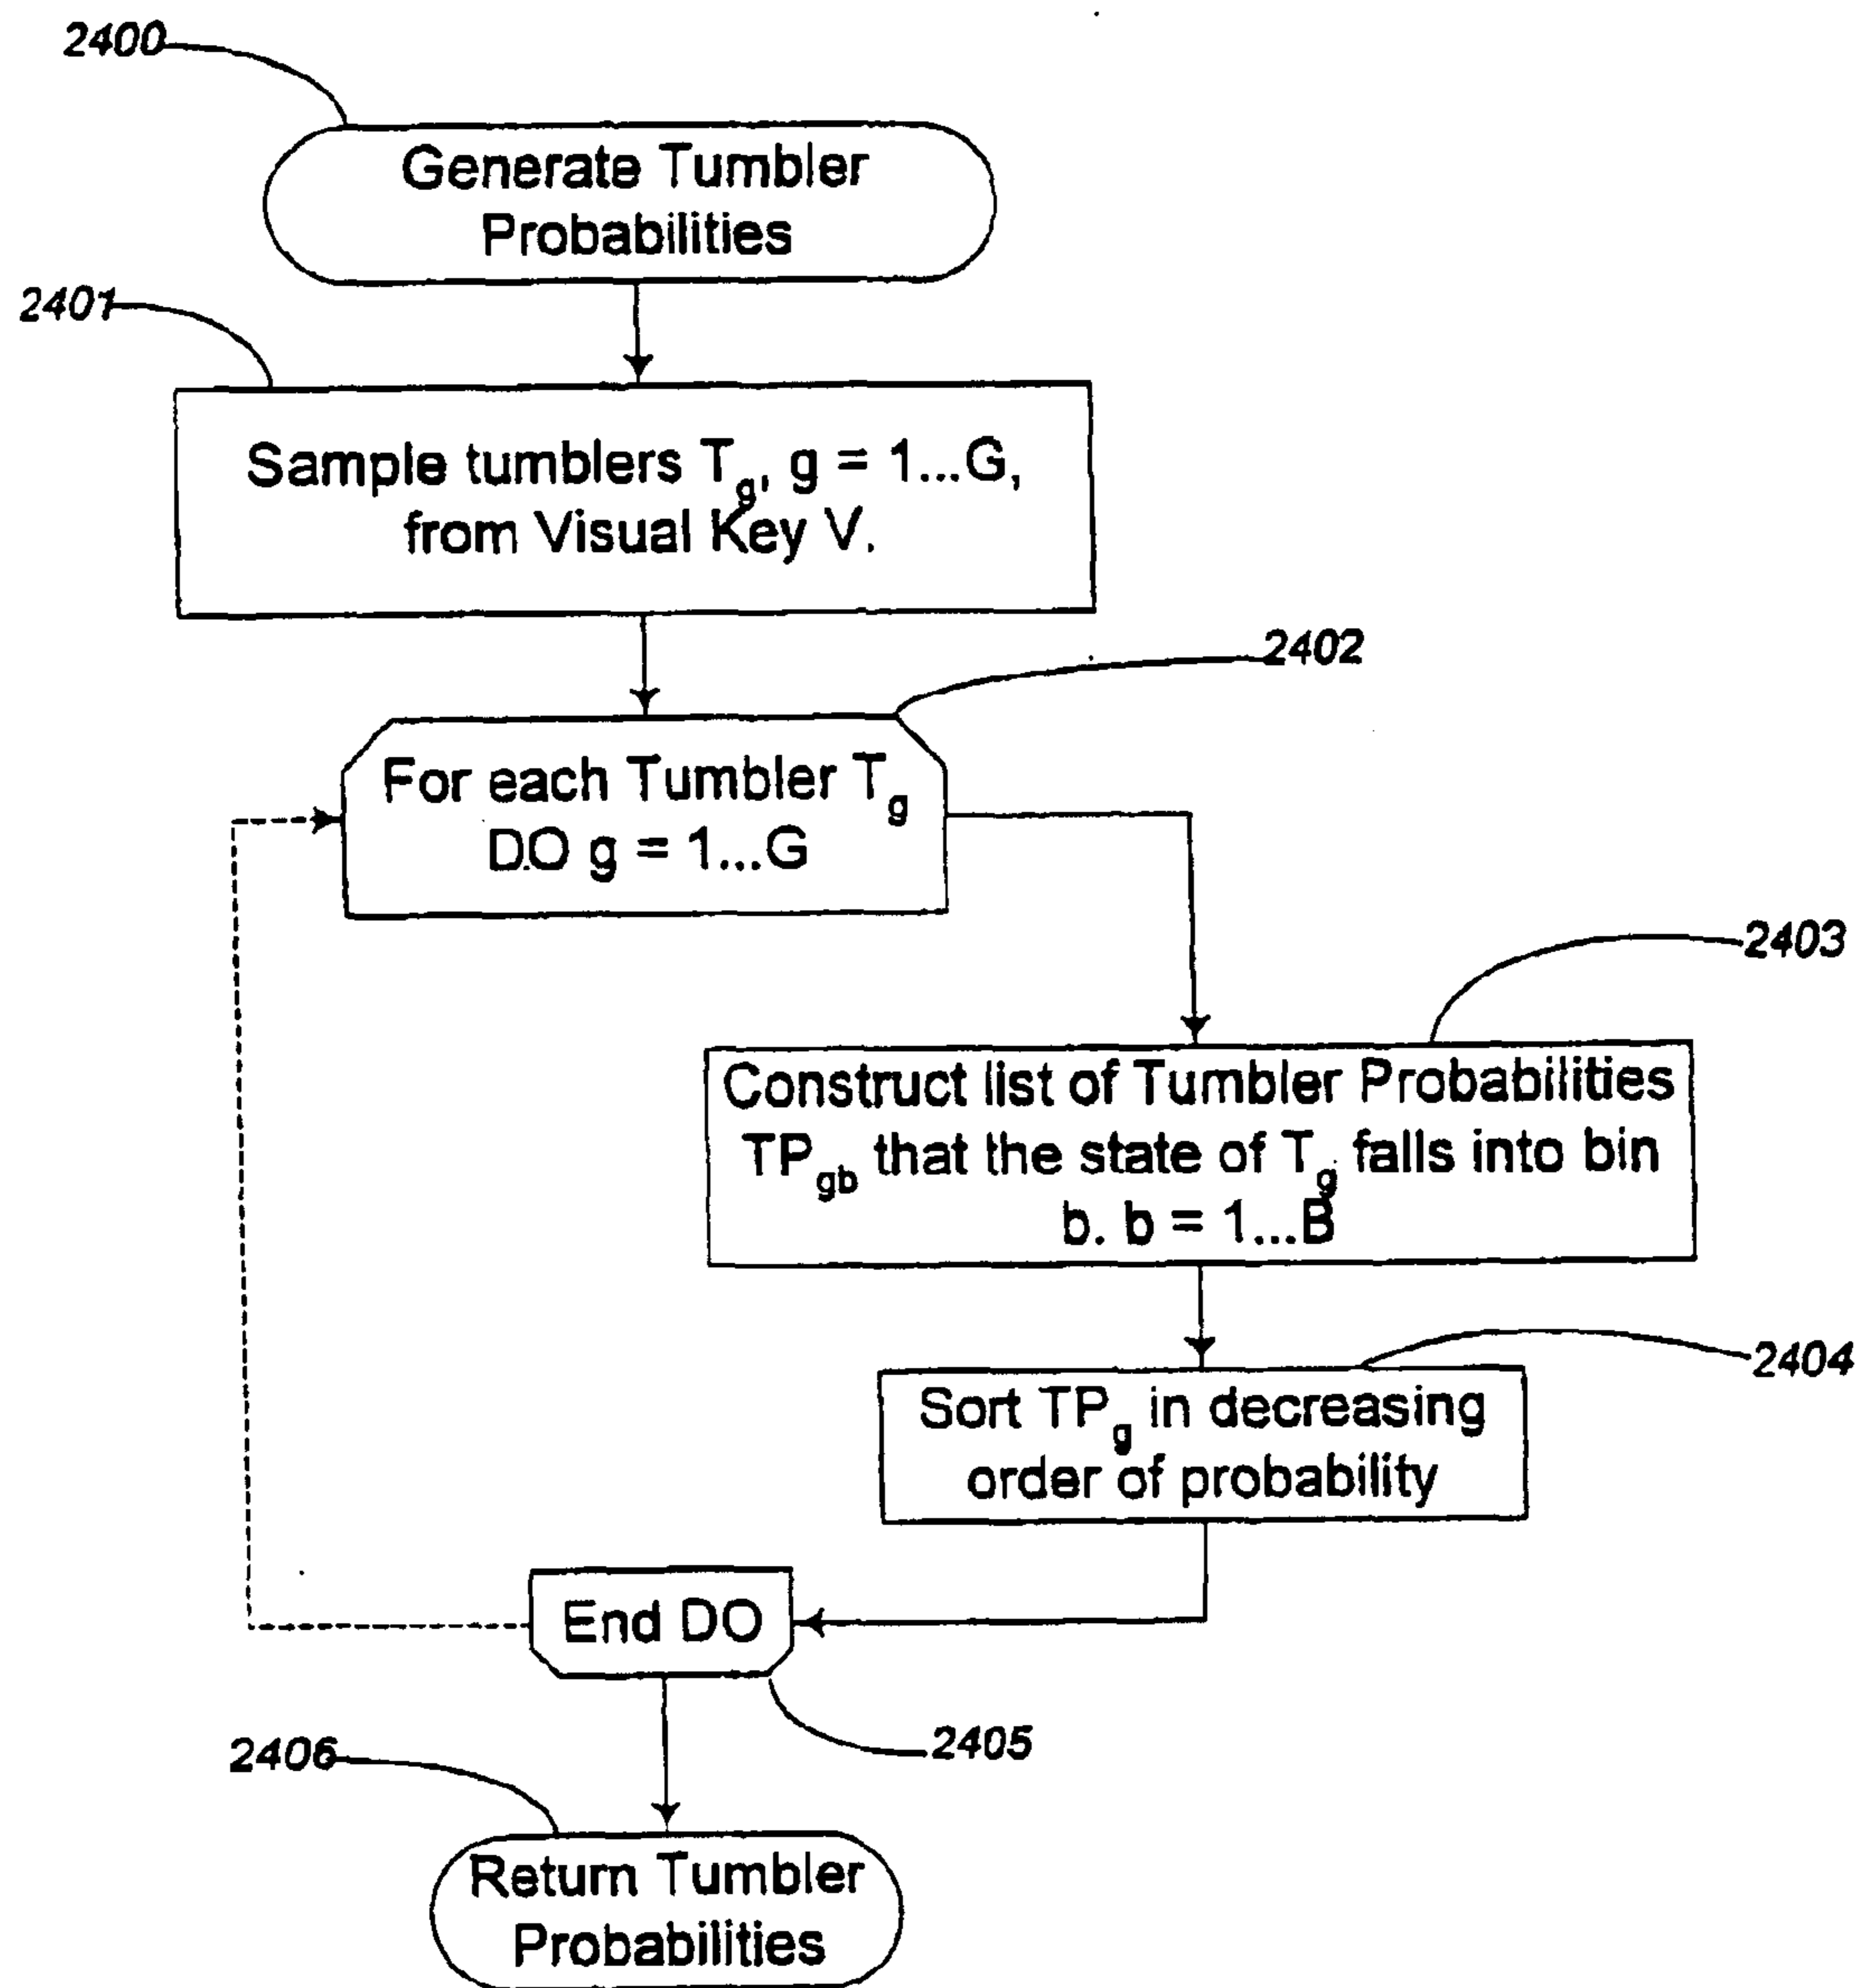 2400
Generate Tumbler
Probabilities
2401
Sample tumblers T_g, g = 1...G,
from Visual Key V.
2402
For each Tumbler T_g
D.O g = 1...G
2403
Construct list of Tumbler Probabilities
TP_gb that the state of T_g falls into bin
b. b = 1...B
2404
Sort TP_g in decreasing
order of probability
End DO
2405
2406
Return Tumbler
Probabilities